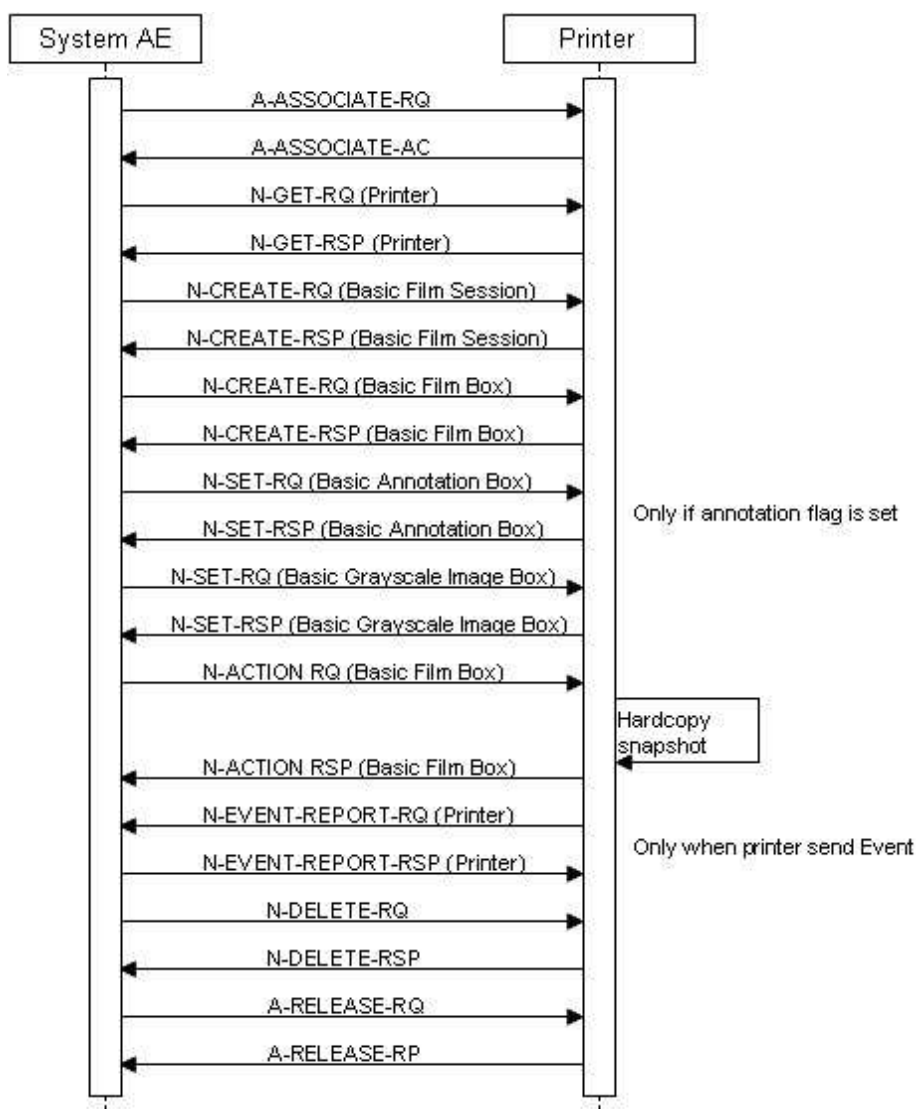 System AE
Printer
A-ASSOCIATE-RQ
A-ASSOCIATE-AC
N-GET-RQ (Printer)
N-GET-RSP (Printer)
N-CREATE-RQ (Basic Film Session)
N-CREATE-RSP (Basic Film Session)
N-CREATE-RQ (Basic Film Box)
N-CREATE-RSP (Basic Film Box)
N-SET-RQ (Basic Annotation Box)
Only if annotation flag is set
N-SET-RSP (Basic Annotation Box)
N-SET-RQ (Basic Grayscale Image Box)
N-SET-RSP (Basic Grayscale Image Box)
N-ACTION RQ (Basic Film Box)
Hardcopy
snapshot
N-ACTION RSP (Basic Film Box)
N-EVENT-REPORT-RQ (Printer)
Only when printer send Event
N-EVENT-REPORT-RSP (Printer)
N-DELETE-RQ
N-DELETE-RSP
A-RELEASE-RQ
A-RELEASE-RP